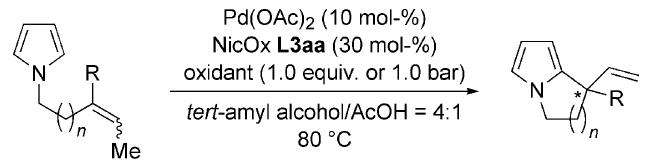 Pd(OAc)2 (10 mol-%)
NicOx L3aa (30 mol-%)
oxidant (1.0 equiv. or 1.0 bar)
tert-amyl alcohol/AcOH = 4:1
80 °C
N
R
( )n
Me
N
*
R
( )n